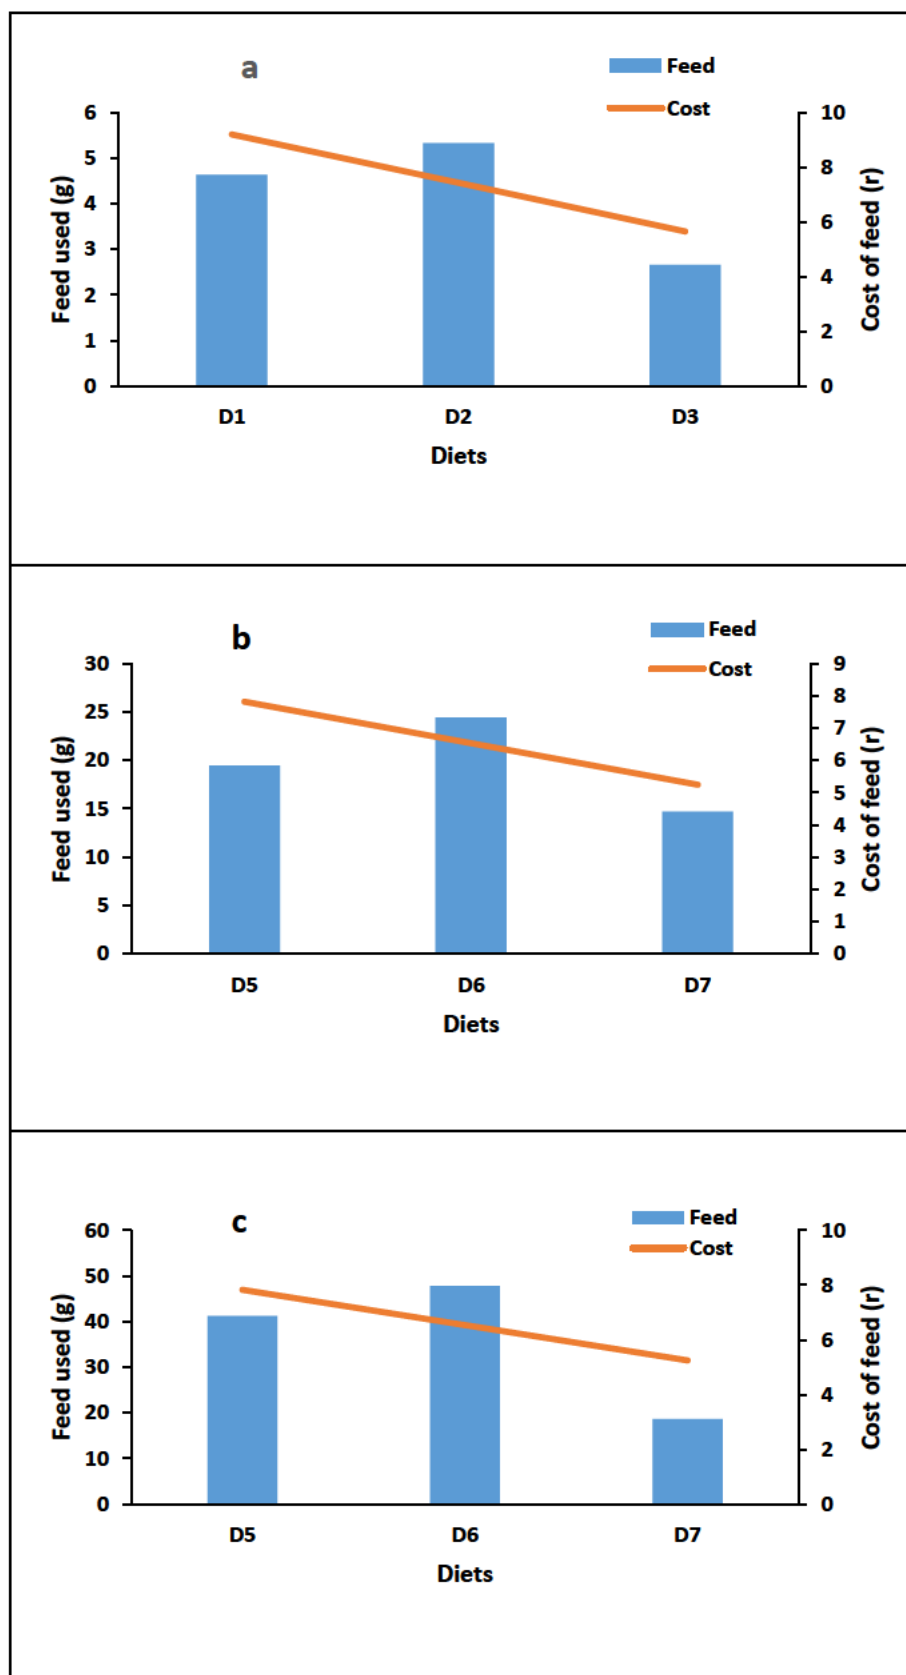 a
Feed
Cost
6
5
4
3
2
1
0
Feed used (g)
10
8
6
4
2
0
Cost of feed (r)
D1 D2 D3
Diets
b
Feed
Cost
30
25
20
15
10
5
0
Feed used (g)
9
8
7
6
5
4
3
2
1
0
Cost of feed (r)
D5 D6 D7
Diets
c
Feed
Cost
60
50
40
30
20
10
0
Feed used (g)
10
8
6
4
2
0
Cost of feed (r)
D5 D6 D7
Diets